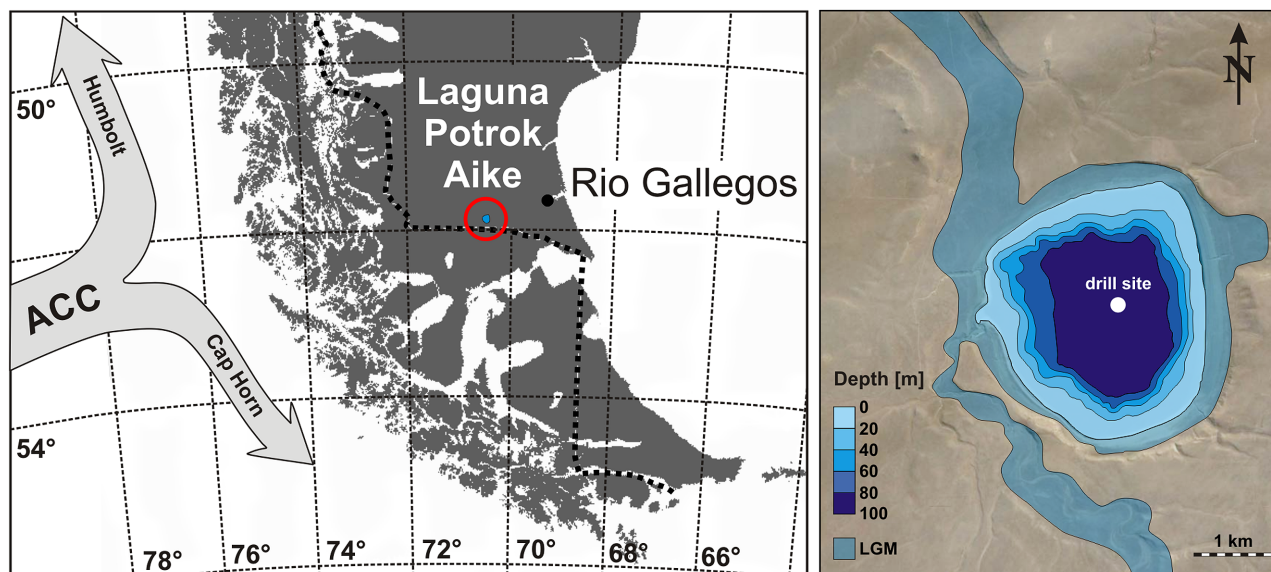 50°
54°
Humbolt
ACC
Cap Horn
Laguna
Potrok
Aike
Rio Gallegos
78°
76°
74°
72°
70°
68°
66°
N
drill site
Depth [m]
0
20
40
60
80
100
LGM
1 km